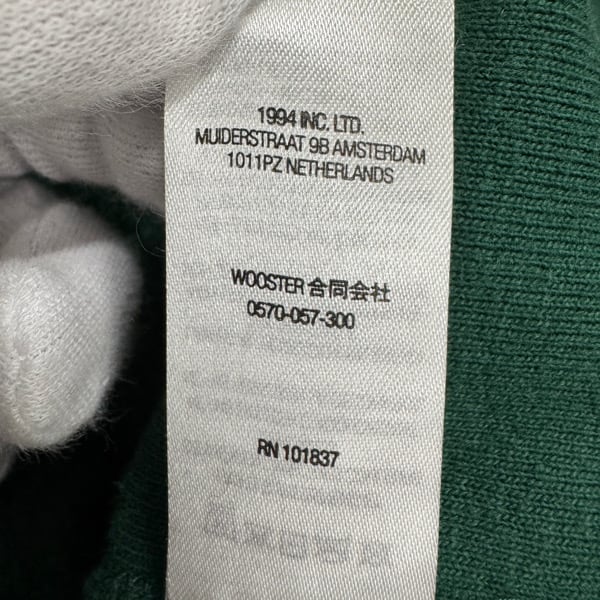 1994 INC. LTD.
MUIDERSTRAAT 9B AMSTERDAM
1011PZ NETHERLANDS
WOOSTER 合同会社
0570-057-300
RN 101837